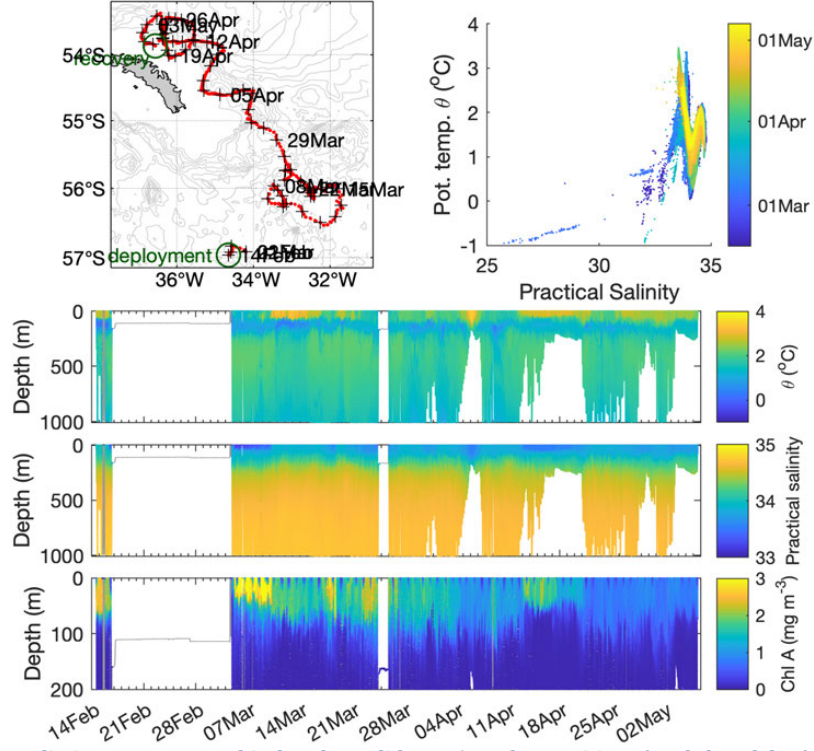 26Apr
03May
12Apr
19Apr
recovery
05Apr
29Mar
08Mar
22Mar
15Mar
deployment
14Feb
54°S
55°S
56°S
57°S
36°W
34°W
32°W
Pot. temp. θ (°C)
4
3
2
1
0
-1
25
30
35
Practical Salinity
01May
01Apr
01Mar
Depth (m)
0
500
1000
4
2
0
θ (°C)
Depth (m)
0
500
1000
35
34
33
Practical salinity
Depth (m)
0
100
200
3
2
1
0
Chl A (mg m⁻³)
14Feb
21Feb
28Feb
07Mar
14Mar
21Mar
28Mar
04Apr
11Apr
18Apr
25Apr
02May